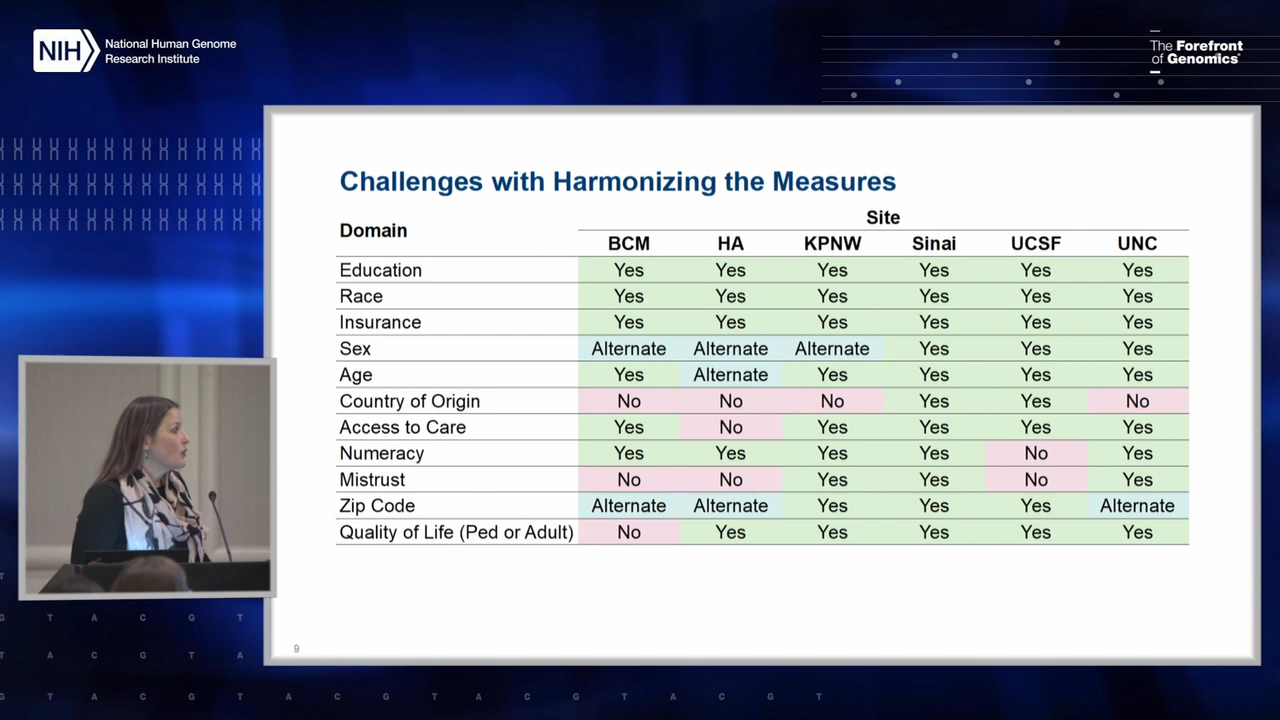 NIH
National Human Genome
Research Institute
The Forefront
of Genomics®
Challenges with Harmonizing the Measures
Domain
Site
BCM HA KPNW Sinai UCSF UNC
Education Yes Yes Yes Yes Yes Yes
Race Yes Yes Yes Yes Yes Yes
Insurance Yes Yes Yes Yes Yes Yes
Sex Alternate Alternate Alternate Yes Yes Yes
Age Yes Alternate Yes Yes Yes Yes
Country of Origin No No No Yes Yes No
Access to Care Yes No Yes Yes Yes Yes
Numeracy Yes Yes Yes Yes No Yes
Mistrust No No Yes Yes No Yes
Zip Code Alternate Alternate Yes Yes Yes Alternate
Quality of Life (Ped or Adult) No Yes Yes Yes Yes Yes
9
T
G T A C G T
T A C G T A
G T A C G T A C G T A C G T A C G T